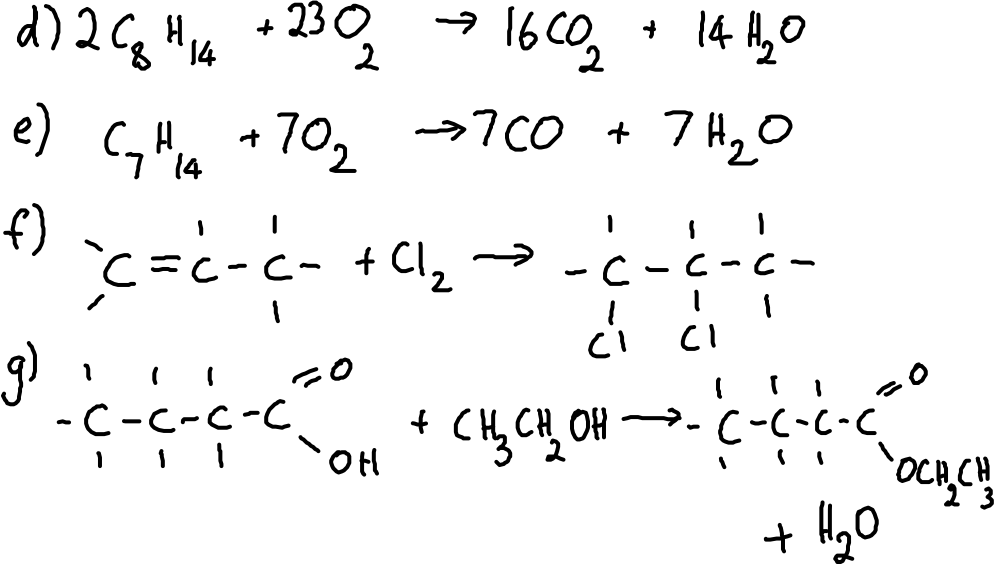 d) 2C₈H₁₄ + 23O₂ → 16CO₂ + 14H₂O
e) C₇H₁₄ + 7O₂ → 7CO + 7H₂O
f) C=C-C- + Cl₂ → -C-C-C-
Cl Cl
g) O O
-C-C-C-C + CH₃CH₂OH → -C-C-C-C
OH OCH₂CH₃
+ H₂O